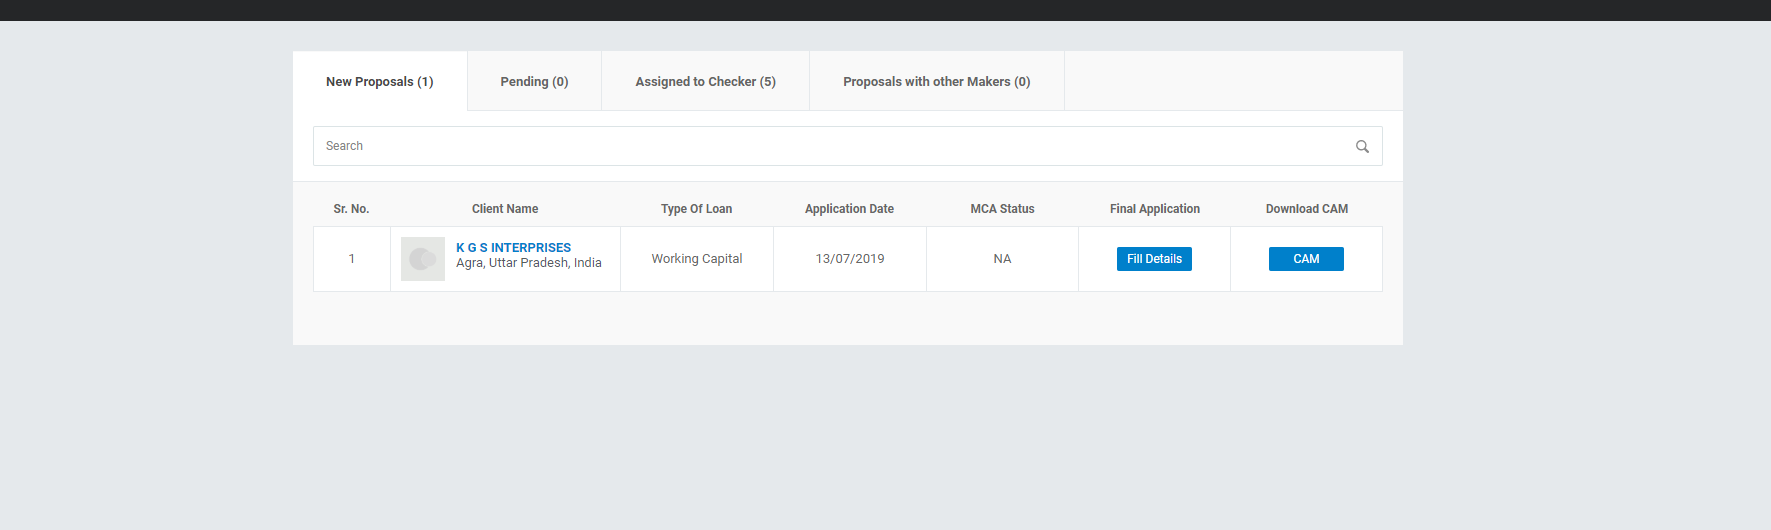 New Proposals (1) Pending (0) Assigned to Checker (5) Proposals with other Makers (0)
Search
Sr. No. Client Name Type Of Loan Application Date MCA Status Final Application Download CAM
1 K G S INTERPRISES Working Capital 13/07/2019 NA Fill Details CAM
Agra, Uttar Pradesh, India